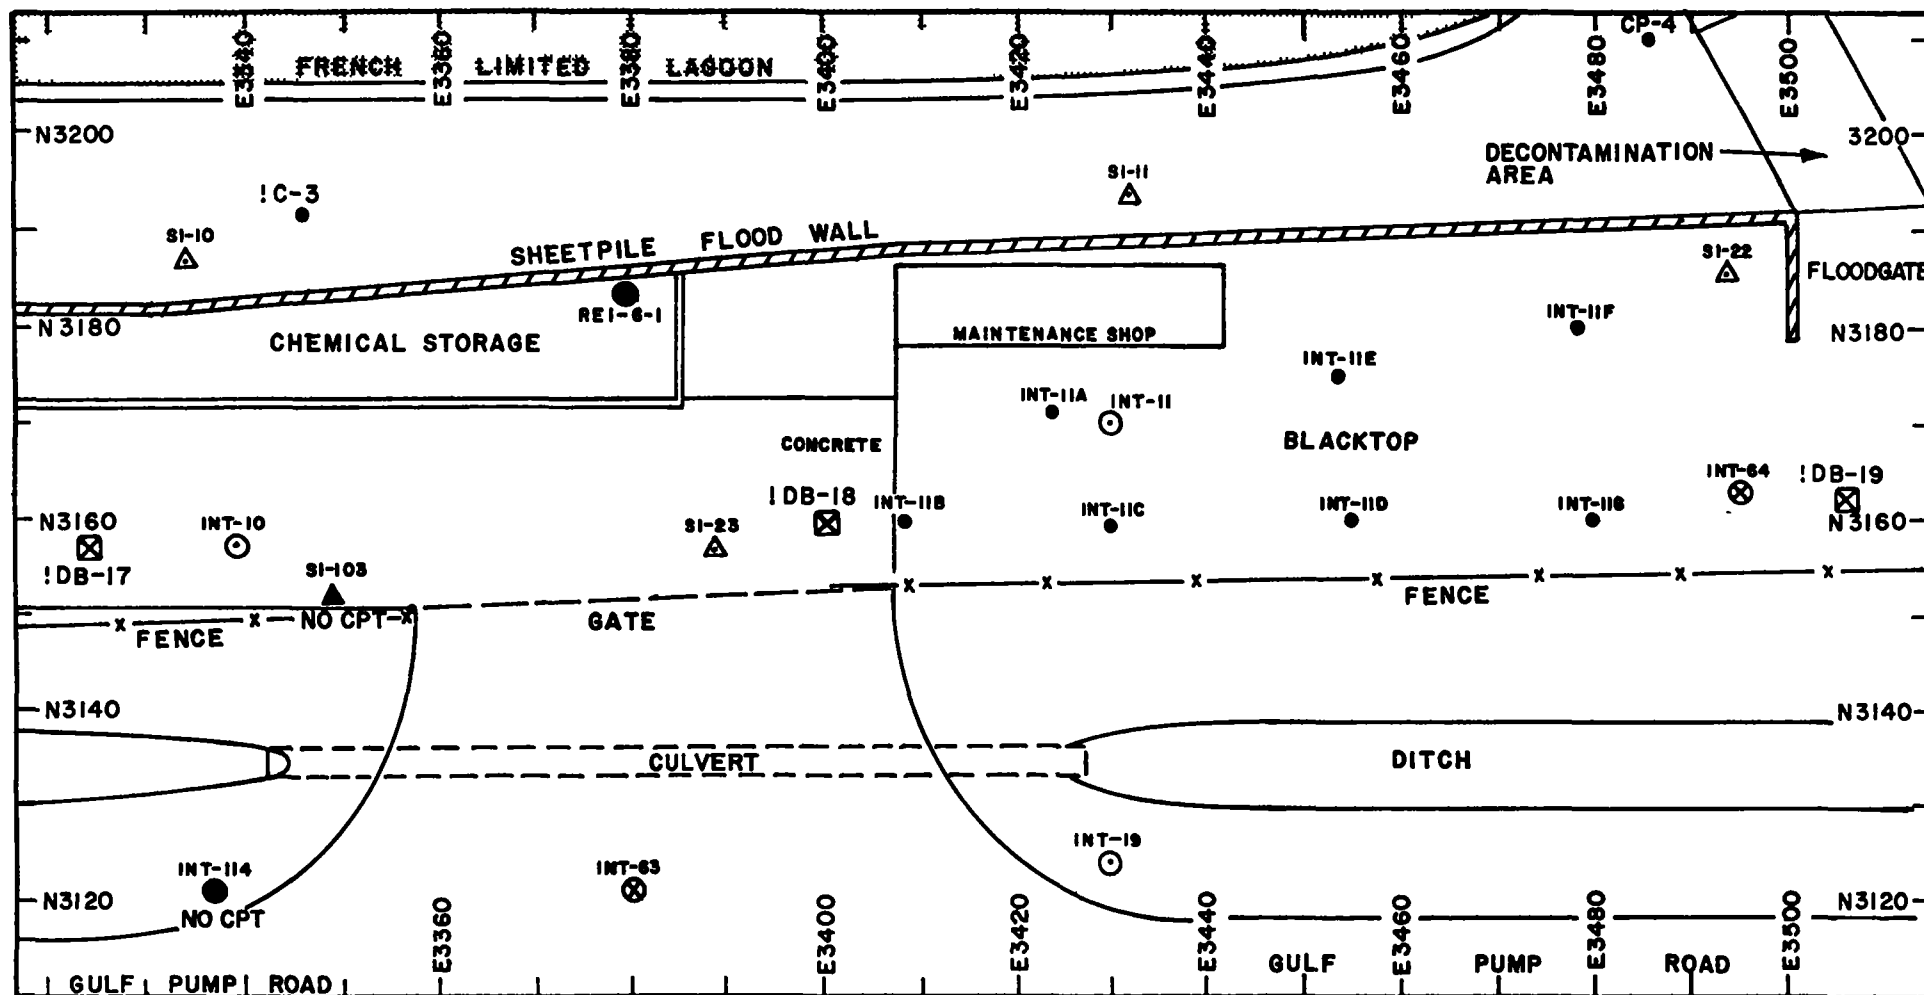 CP-4
E3340
E3360
E3380
E3400
E3420
E3440
E3460
E3480
E3500
FRENCH LIMITED LAGOON
N3200
3200
DECONTAMINATION
AREA
!C-3
SI-11
SI-10
SHEETPILE FLOOD WALL
SI-22
FLOODGATE
REI-6-1
INT-11F
N3180
N3180
CHEMICAL STORAGE
MAINTENANCE SHOP
INT-11E
INT-11A
INT-11
CONCRETE
BLACKTOP
!DB-18
INT-11B
INT-11C
INT-11D
INT-11G
INT-64
!DB-19
N3160
INT-10
SI-23
N3160
!DB-17
SI-103
x x NO CPT x
FENCE
GATE
x x x x x x x
FENCE
N3140
N3140
CULVERT
DITCH
INT-19
INT-114
INT-63
N3120
N3120
NO CPT
E3360
E3400
E3420
E3440
E3460
E3480
E3500
GULF PUMP ROAD
GULF PUMP ROAD